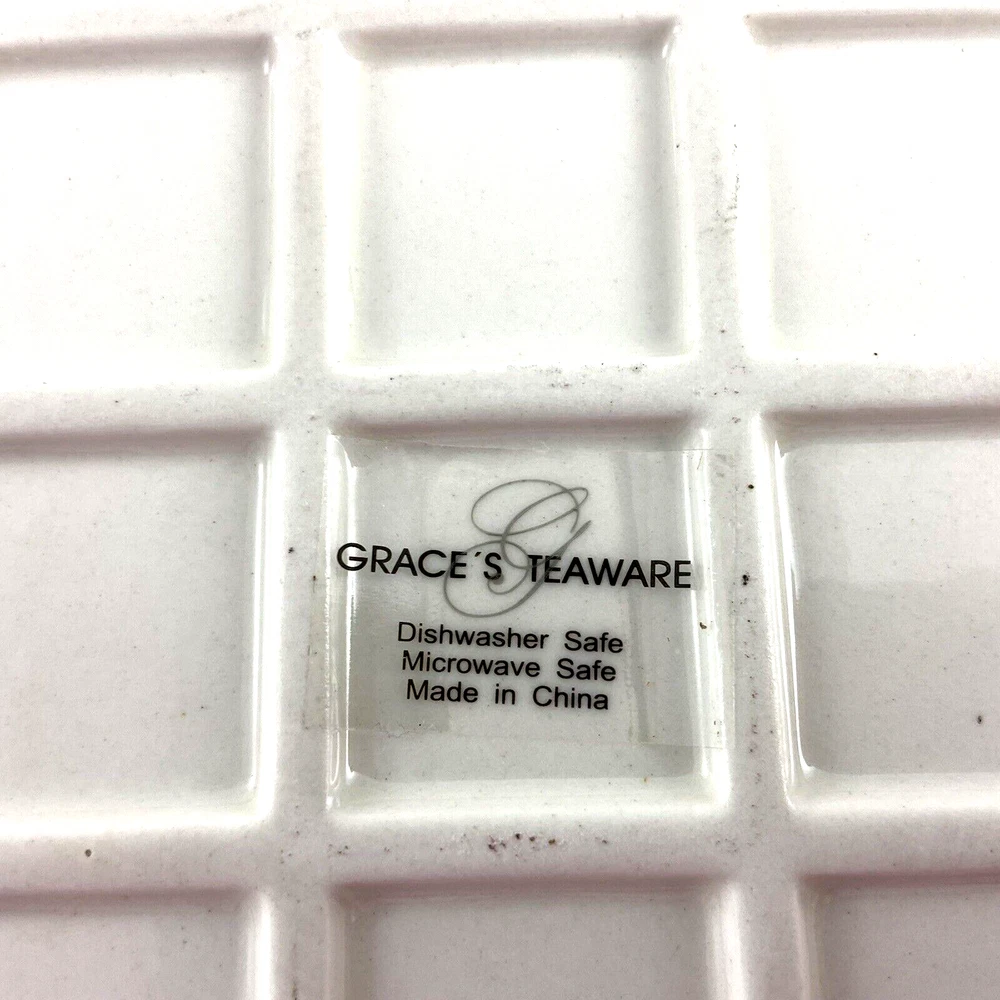 G
GRACE´S TEAWARE
Dishwasher Safe
Microwave Safe
Made in China